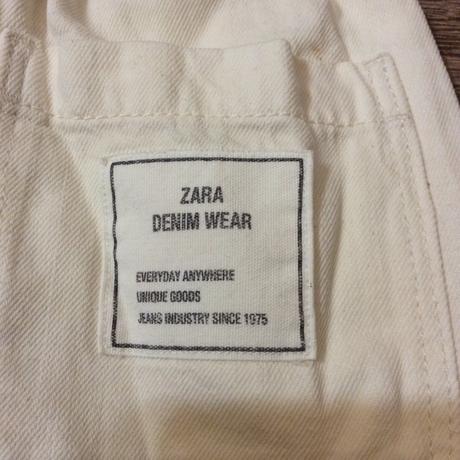 ZARA
DENIM WEAR
EVERYDAY ANYWHERE
UNIQUE GOODS
JEANS INDUSTRY SINCE 1975